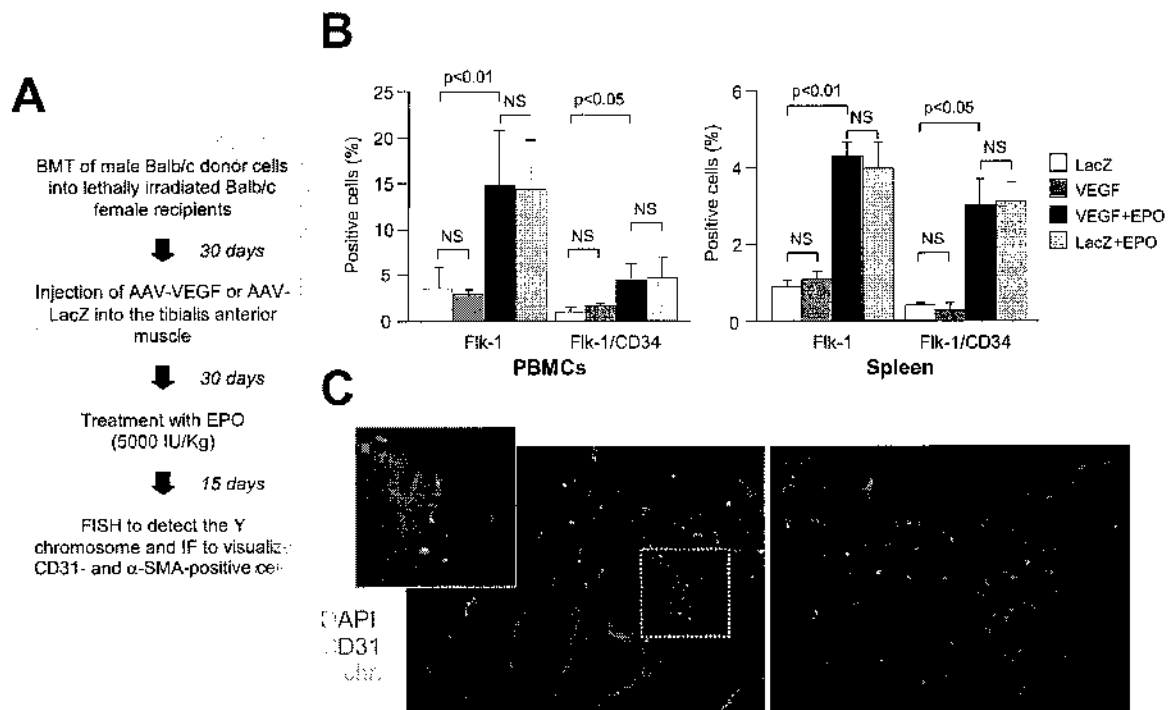 A
BMT of male Balb/c donor cells
into lethally irradiated Balb/c
female recipients
30 days
Injection of AAV-VEGF or AAV-
LacZ into the tibialis anterior
muscle
30 days
Treatment with EPO
(5000 IU/Kg)
15 days
FISH to detect the Y
chromosome and IF to visualiz
CD31- and α-SMA-positive ce
B
p<0.01
NS
p<0.05
NS
NS
NS
Positive cells (%)
25
20
15
10
5
0
Flk-1
Flk-1/CD34
PBMCs
p<0.01
NS
p<0.05
NS
NS
NS
Positive cells (%)
6
4
2
0
Flk-1
Flk-1/CD34
Spleen
LacZ
VEGF
VEGF+EPO
LacZ+EPO
C
DAPI
CD31